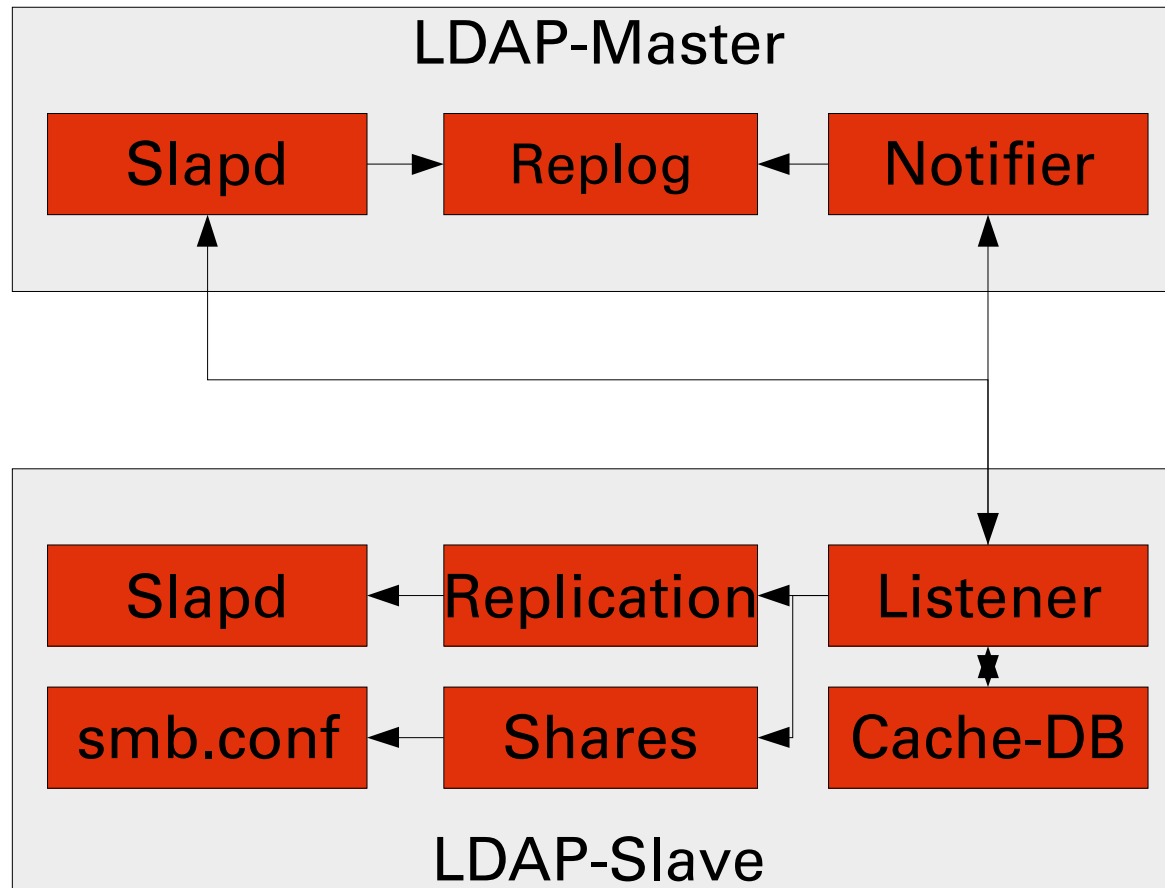 LDAP-Master
Slapd
Replog
Notifier
Slapd
Replication
Listener
smb.conf
Shares
Cache-DB
LDAP-Slave